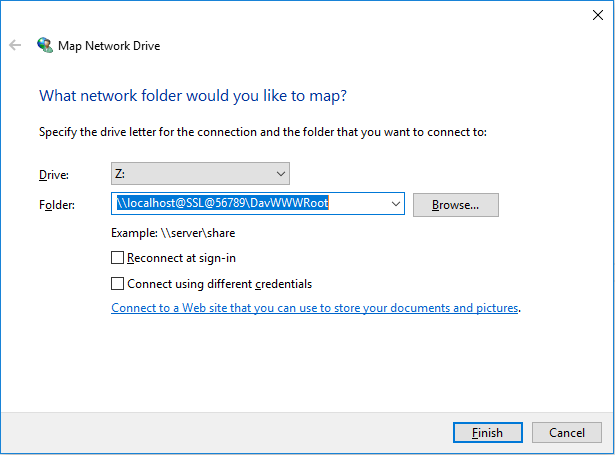 Map Network Drive
What network folder would you like to map?
Specify the drive letter for the connection and the folder that you want to connect to:
Drive: Z:
Folder: \\localhost@SSL@56789\DavWWWRoot Browse...
Example: \\server\share
Reconnect at sign-in
Connect using different credentials
Connect to a Web site that you can use to store your documents and pictures.
Finish Cancel